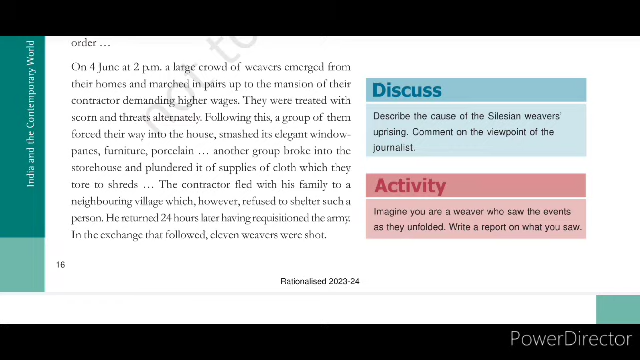 order …
On 4 June at 2 p.m. a large crowd of weavers emerged from
their homes and marched in pairs up to the mansion of their
contractor demanding higher wages. They were treated with
scorn and threats alternately. Following this, a group of them
forced their way into the house, smashed its elegant window-
panes, furniture, porcelain … another group broke into the
storehouse and plundered it of supplies of cloth which they
tore to shreds … The contractor fled with his family to a
neighbouring village which, however, refused to shelter such a
person. He returned 24 hours later having requisitioned the army.
In the exchange that followed, eleven weavers were shot.
India and the Contemporary World
Discuss
Describe the cause of the Silesian weavers'
uprising. Comment on the viewpoint of the
journalist.
Activity
Imagine you are a weaver who saw the events
as they unfolded. Write a report on what you saw.
16
Rationalised 2023-24
not to
PowerDirector